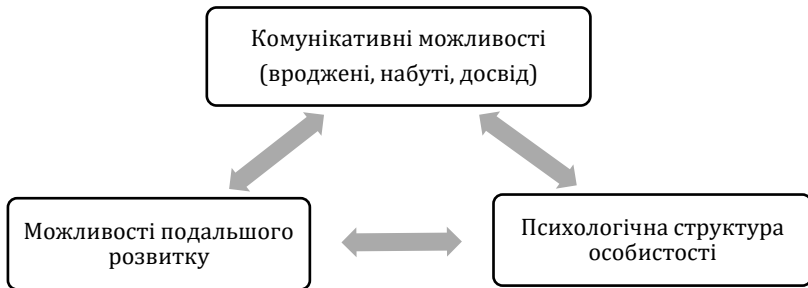 Комунікативні можливості
(вроджені, набуті, досвід)
Можливості подальшого
розвитку
Психологічна структура
особистості